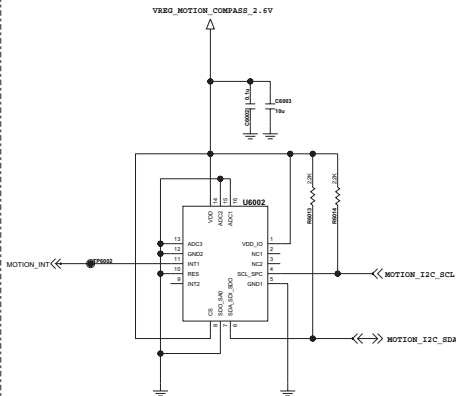 VREG_MOTION_COMPASS_2.6V
C6002 0.1u
C6003
10u
U6002
14 15 16
VDD ADC2 ADC1
2.2K 2.2K
R6013 R6014
13 ADC3
12 GND2
11 INT1
10 RES
9 INT2
VDD_IO 1
NC1 2
NC2 3
SCL_SPC 4
GND1 5
MOTION_INT
TP6002
MOTION_I2C_SCL
CS SDO_SA0 SDA_SDI_SDO
8 7 6
MOTION_I2C_SDA